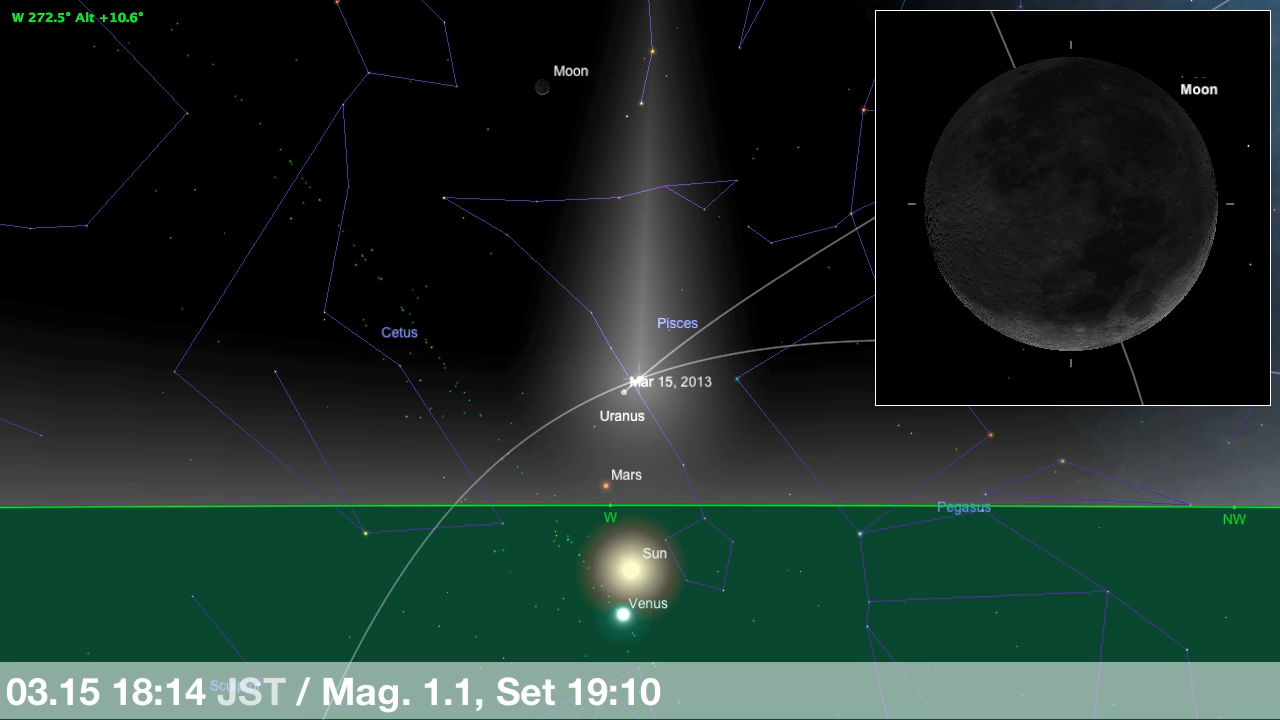 W 272.5° Alt +10.6°
Moon
Moon
Cetus
Pisces
Mar 15, 2013
Uranus
Mars
W
Pegasus
NW
Sun
Venus
03.15 18:14 JST / Mag. 1.1, Set 19:10